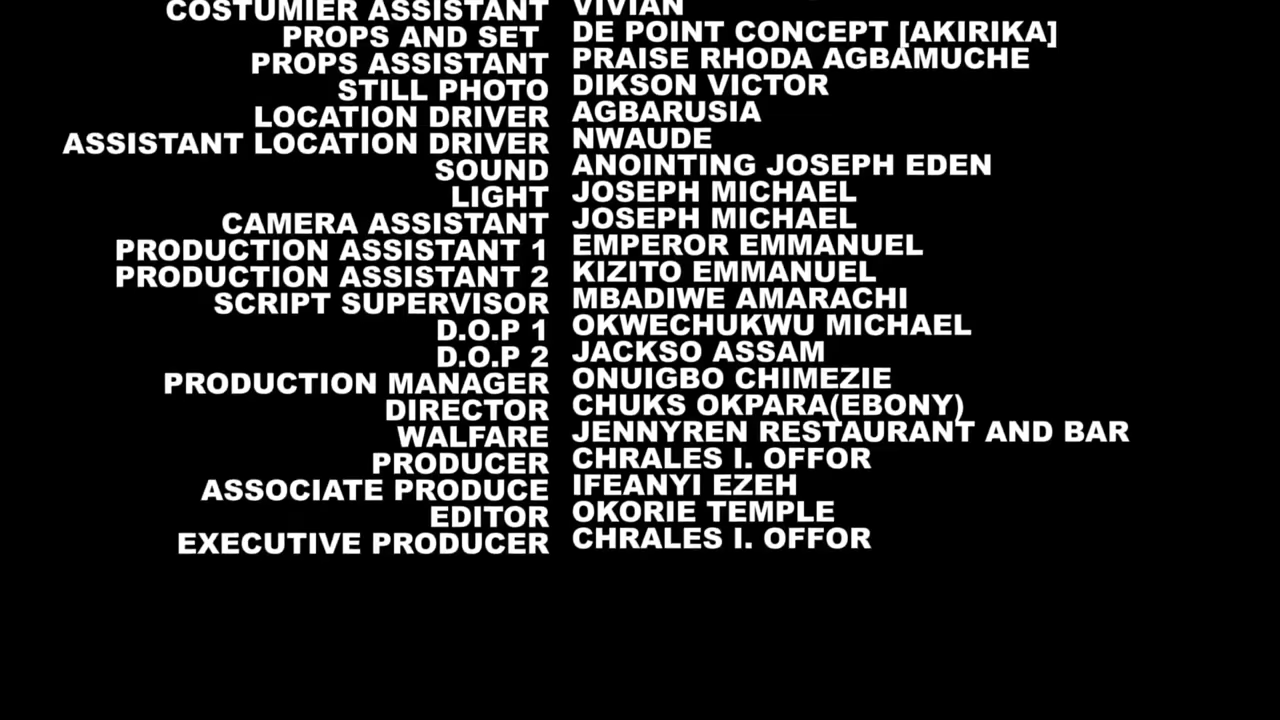 COSTUMIER ASSISTANT VIVIAN
PROPS AND SET DE POINT CONCEPT [AKIRIKA]
PROPS ASSISTANT PRAISE RHODA AGBAMUCHE
STILL PHOTO DIKSON VICTOR
LOCATION DRIVER AGBARUSIA
ASSISTANT LOCATION DRIVER NWAUDE
SOUND ANOINTING JOSEPH EDEN
LIGHT JOSEPH MICHAEL
CAMERA ASSISTANT JOSEPH MICHAEL
PRODUCTION ASSISTANT 1 EMPEROR EMMANUEL
PRODUCTION ASSISTANT 2 KIZITO EMMANUEL
SCRIPT SUPERVISOR MBADIWE AMARACHI
D.O.P 1 OKWECHUKWU MICHAEL
D.O.P 2 JACKSO ASSAM
PRODUCTION MANAGER ONUIGBO CHIMEZIE
DIRECTOR CHUKS OKPARA(EBONY)
WALFARE JENNYREN RESTAURANT AND BAR
PRODUCER CHRALES I. OFFOR
ASSOCIATE PRODUCE IFEANYI EZEH
EDITOR OKORIE TEMPLE
EXECUTIVE PRODUCER CHRALES I. OFFOR